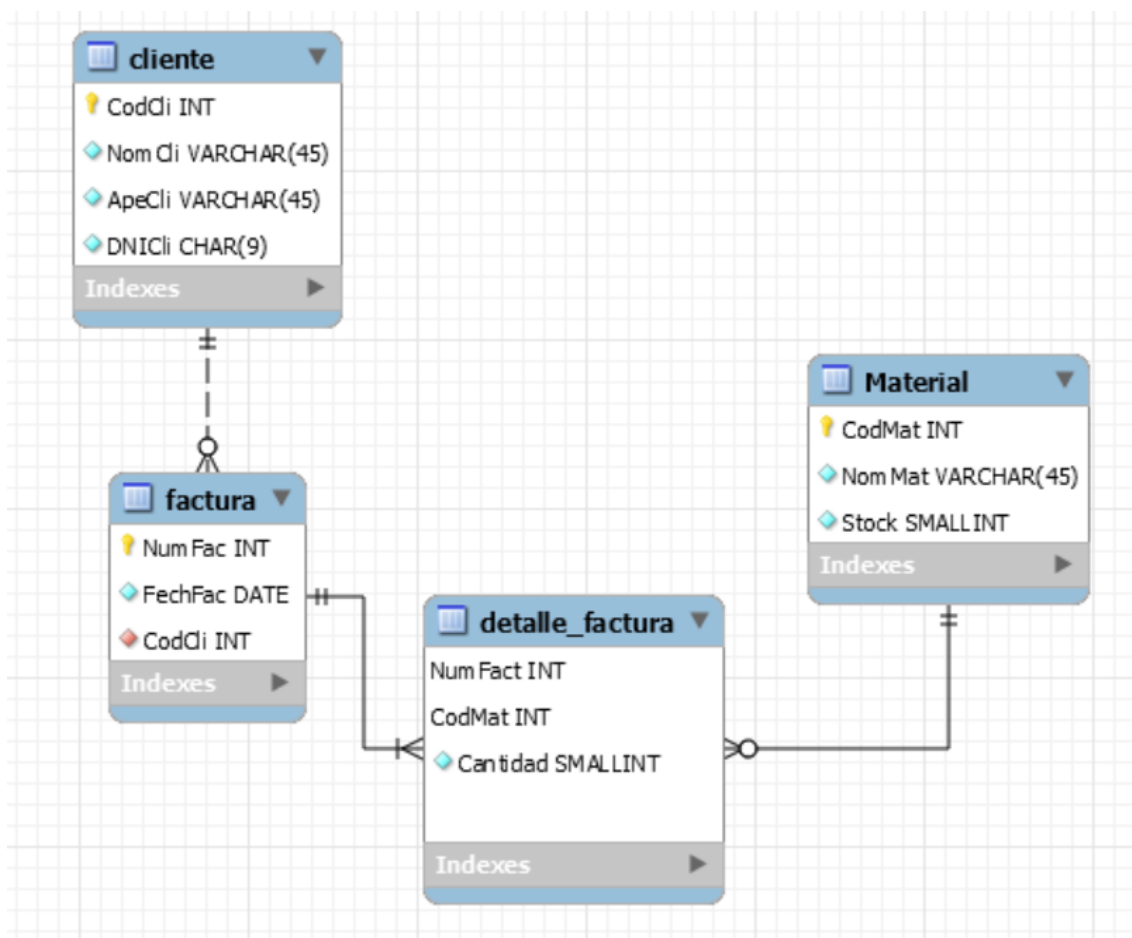 cliente
CodCli INT
NomCli VARCHAR(45)
ApeCli VARCHAR(45)
DNICli CHAR(9)
Indexes
factura
NumFac INT
FechFac DATE
CodCli INT
Indexes
detalle_factura
NumFact INT
CodMat INT
Cantidad SMALLINT
Indexes
Material
CodMat INT
NomMat VARCHAR(45)
Stock SMALLINT
Indexes